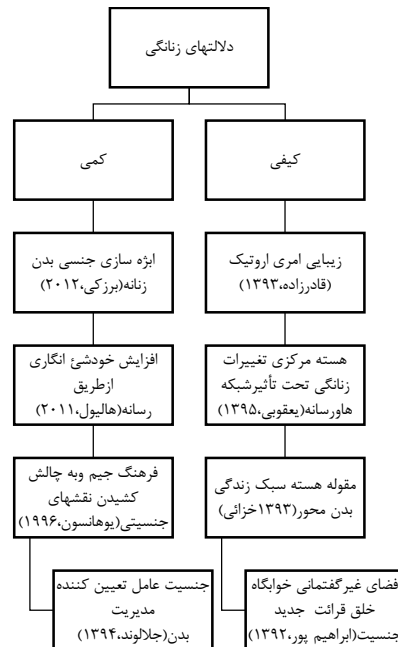 دلالتهای زنانگی
کیفی
کمی
زیبایی امری اروتیک
(قادرزاده،۱۳۹۳)
ابژه سازی جنسی بدن
زنانه(برزکی،۲۰۱۲)
هسته مرکزی تغییرات
زنانگی تحت تأثیرشبکه
هاورسانه(یعقوبی،۱۳۹۵)
افزایش خودشئ انگاری
ازطریق
رسانه(هالیول،۲۰۱۱)
مقوله هسته سبک زندگی
بدن محور(۱۳۹۳خزائی)
فرهنگ جیم وبه چالش
کشیدن نقشهای
جنسیتی(یوهانسون،۱۹۹۶)
فضای غیرگفتمانی خوابگاه
خلق قرائت جدید
جنسیت(ابراهیم پور،۱۳۹۲)
جنسیت عامل تعیین کننده
مدیریت
بدن(جلالوند،۱۳۹۴)